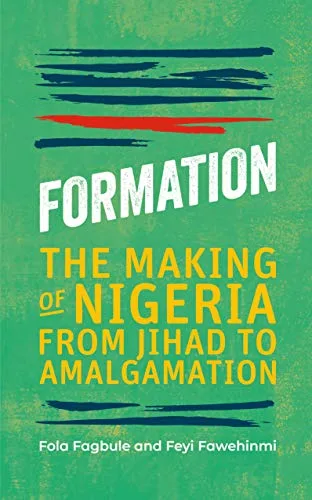 FORMATION
THE MAKING
OF NIGERIA
FROM JIHAD TO
AMALGAMATION
Fola Fagbule and Feyi Fawehinmi